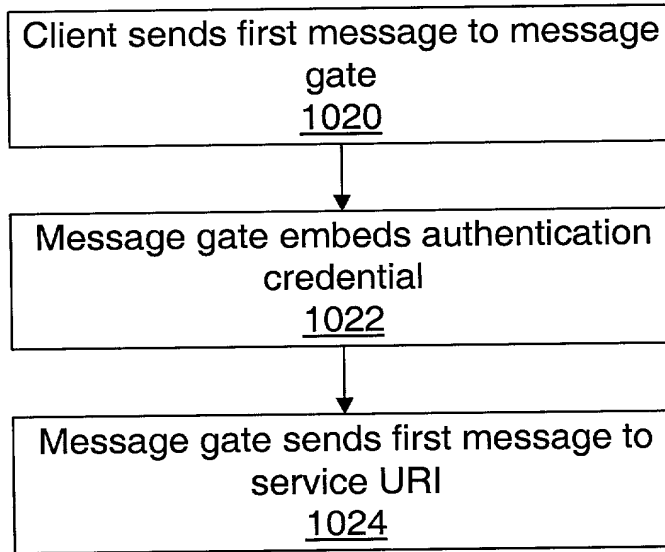 Client sends first message to message
gate
1020
Message gate embeds authentication
credential
1022
Message gate sends first message to
service URI
1024